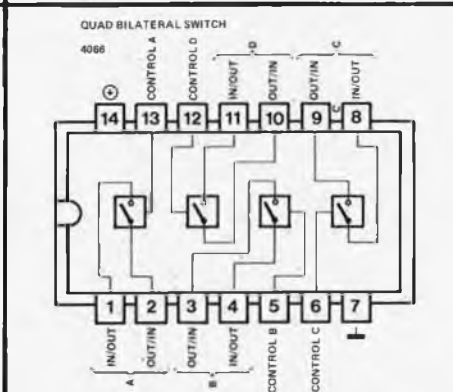 QUAD BILATERAL SWITCH
4066
D
C
⊕
CONTROL A
CONTROL D
IN/OUT
OUT/IN
OUT/IN
IN/OUT
14 13 12 11 10 9 8
1 2 3 4 5 6 7
IN/OUT
OUT/IN
OUT/IN
IN/OUT
CONTROL B
CONTROL C
A
B